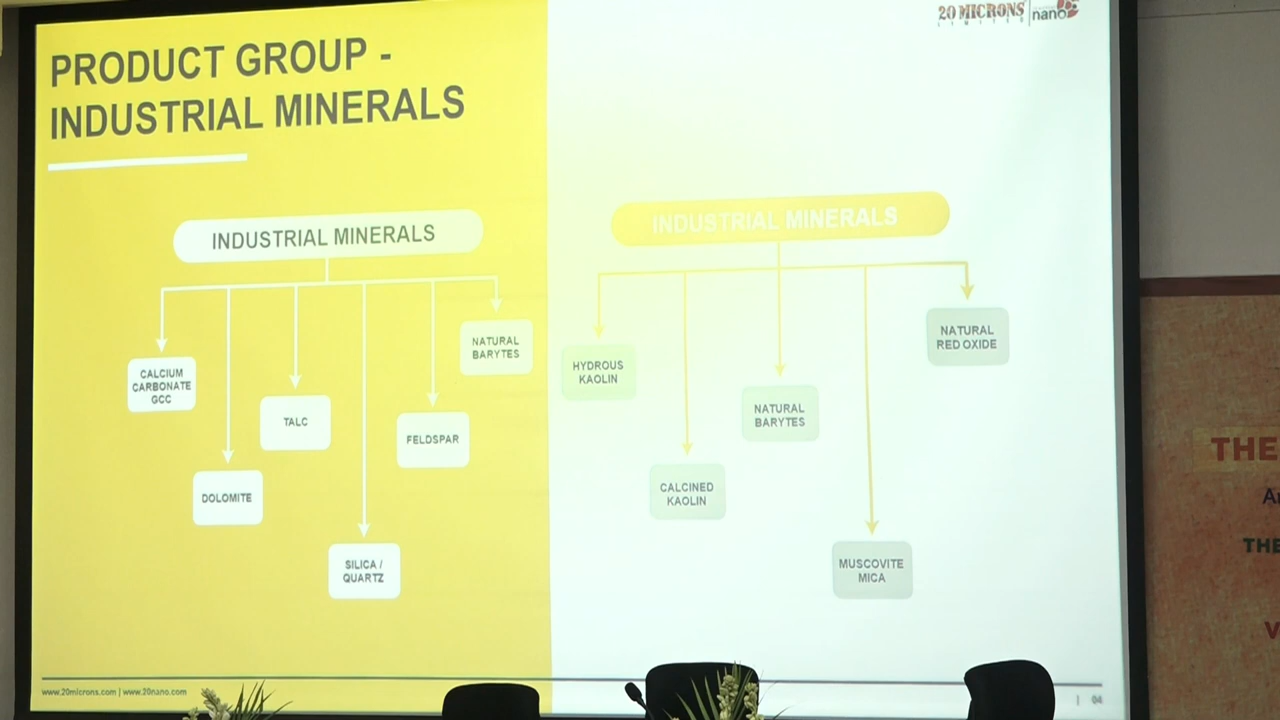 20 MICRONS
LIMITED
nano
PRODUCT GROUP -
INDUSTRIAL MINERALS
INDUSTRIAL MINERALS
CALCIUM
CARBONATE
GCC
DOLOMITE
TALC
SILICA /
QUARTZ
FELDSPAR
NATURAL
BARYTES
INDUSTRIAL MINERALS
HYDROUS
KAOLIN
CALCINED
KAOLIN
NATURAL
BARYTES
MUSCOVITE
MICA
NATURAL
RED OXIDE
www.20microns.com | www.20nano.com
| 04
THE
THE
V